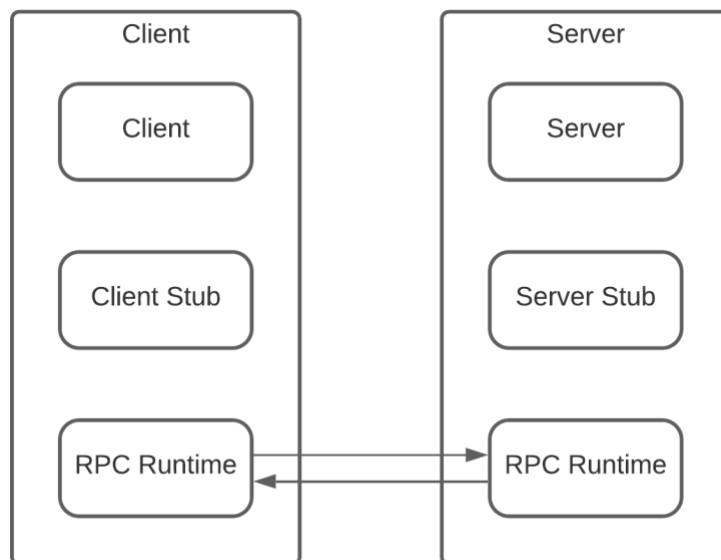 Client
Server
Client
Server
Client Stub
Server Stub
RPC Runtime
RPC Runtime